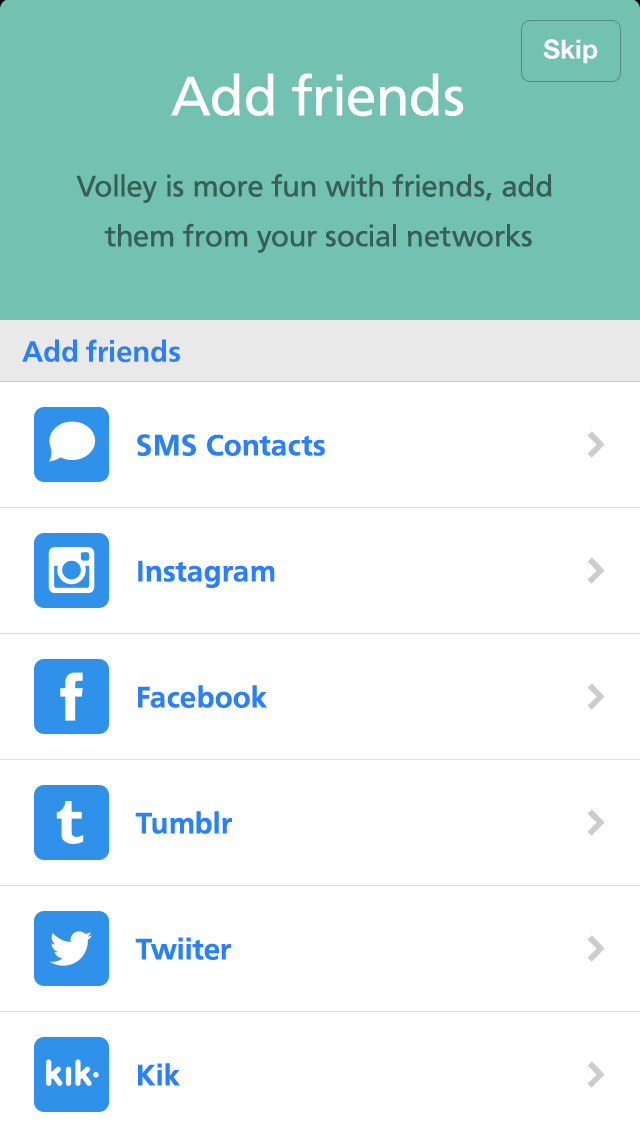 Skip
Add friends
Volley is more fun with friends, add
them from your social networks
Add friends
SMS Contacts
Instagram
f
Facebook
t
Tumblr
Twiiter
kik·
Kik